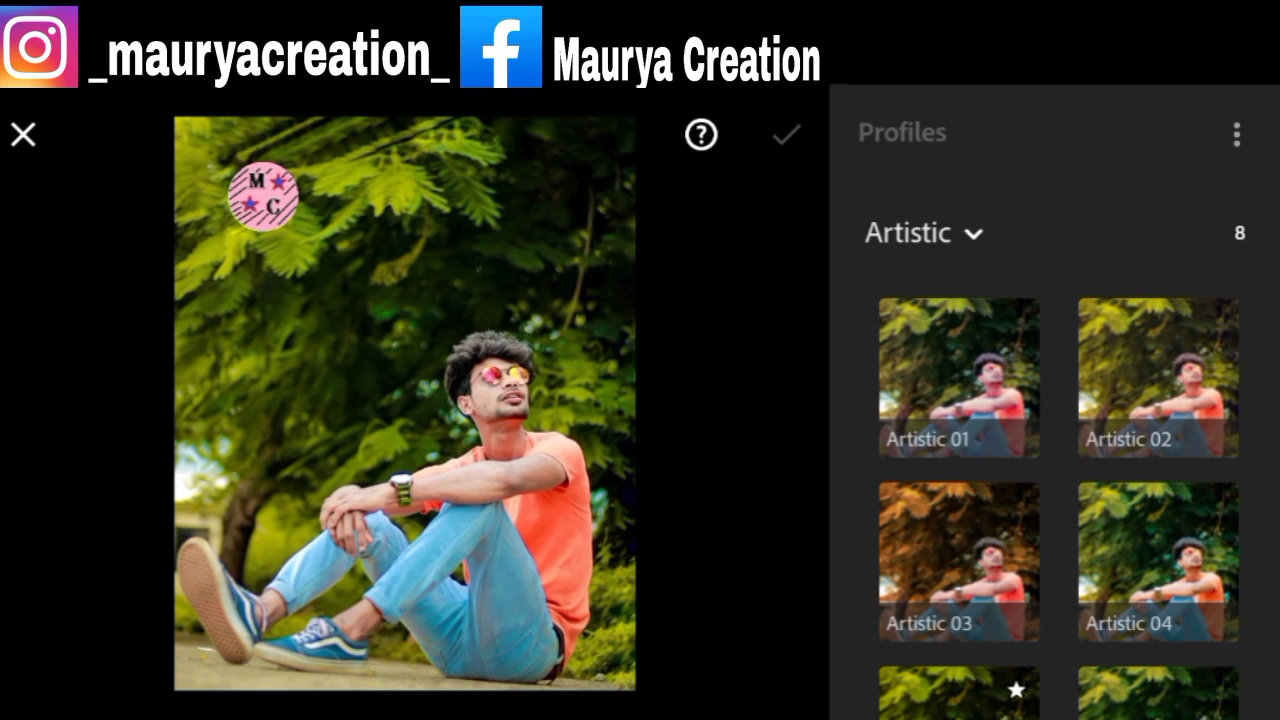 _mauryacreation_ Maurya Creation
Profiles
M
C
Artistic 8
Artistic 01 Artistic 02
Artistic 03 Artistic 04